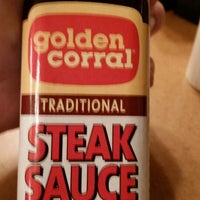 golden
corral®
TRADITIONAL
STEAK
SAUCE